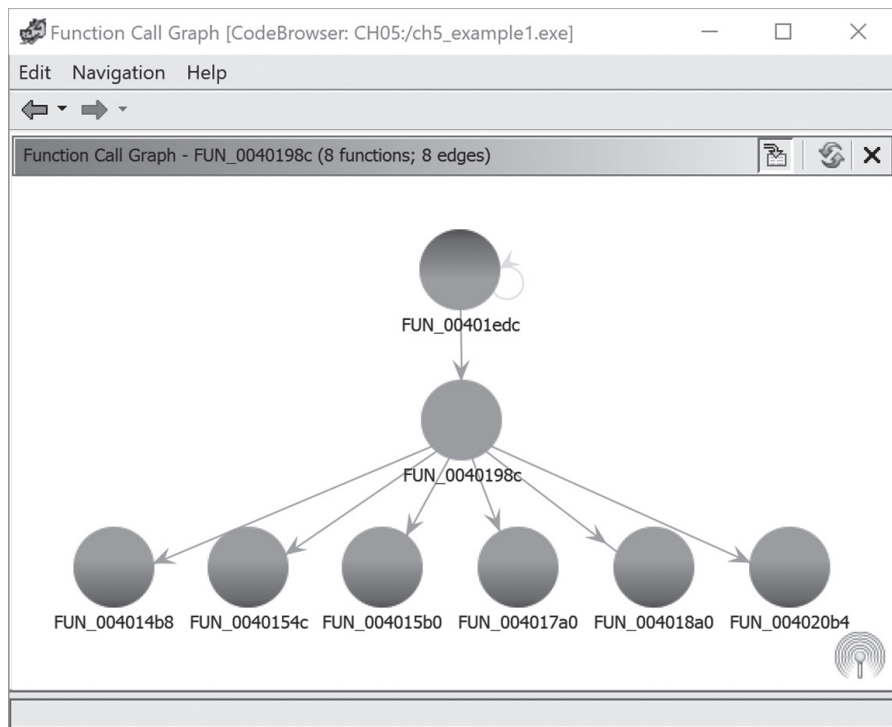 Function Call Graph [CodeBrowser: CH05:/ch5_example1.exe]
Edit Navigation Help
Function Call Graph - FUN_0040198c (8 functions; 8 edges)
FUN_00401edc
FUN_0040198c
FUN_004014b8 FUN_0040154c FUN_004015b0 FUN_004017a0 FUN_004018a0 FUN_004020b4